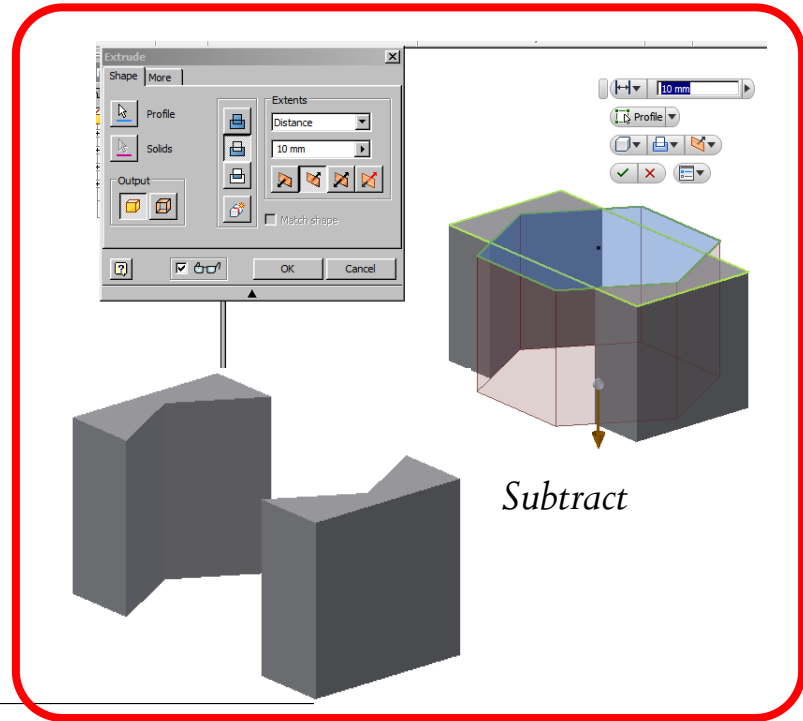 Extrude
Shape
More
Profile
Solids
Output
Extents
Distance
10 mm
Match shape
OK
Cancel
10 mm
Profile
Subtract